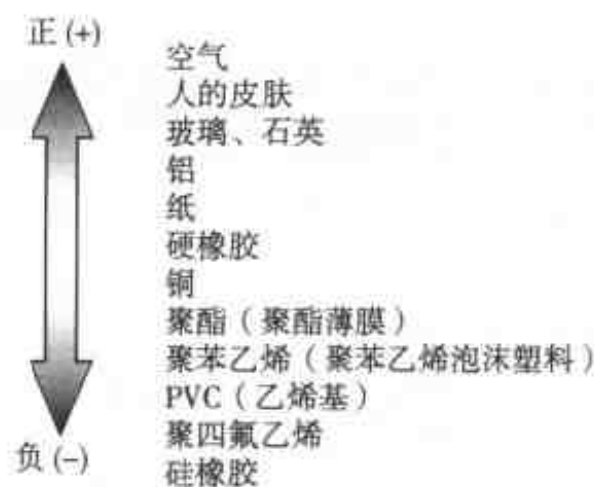 正 (+)
空气
人的皮肤
玻璃、石英
铝
纸
硬橡胶
铜
聚酯（聚酯薄膜）
聚苯乙烯（聚苯乙烯泡沫塑料）
PVC（乙烯基）
聚四氟乙烯
负 (–)
硅橡胶